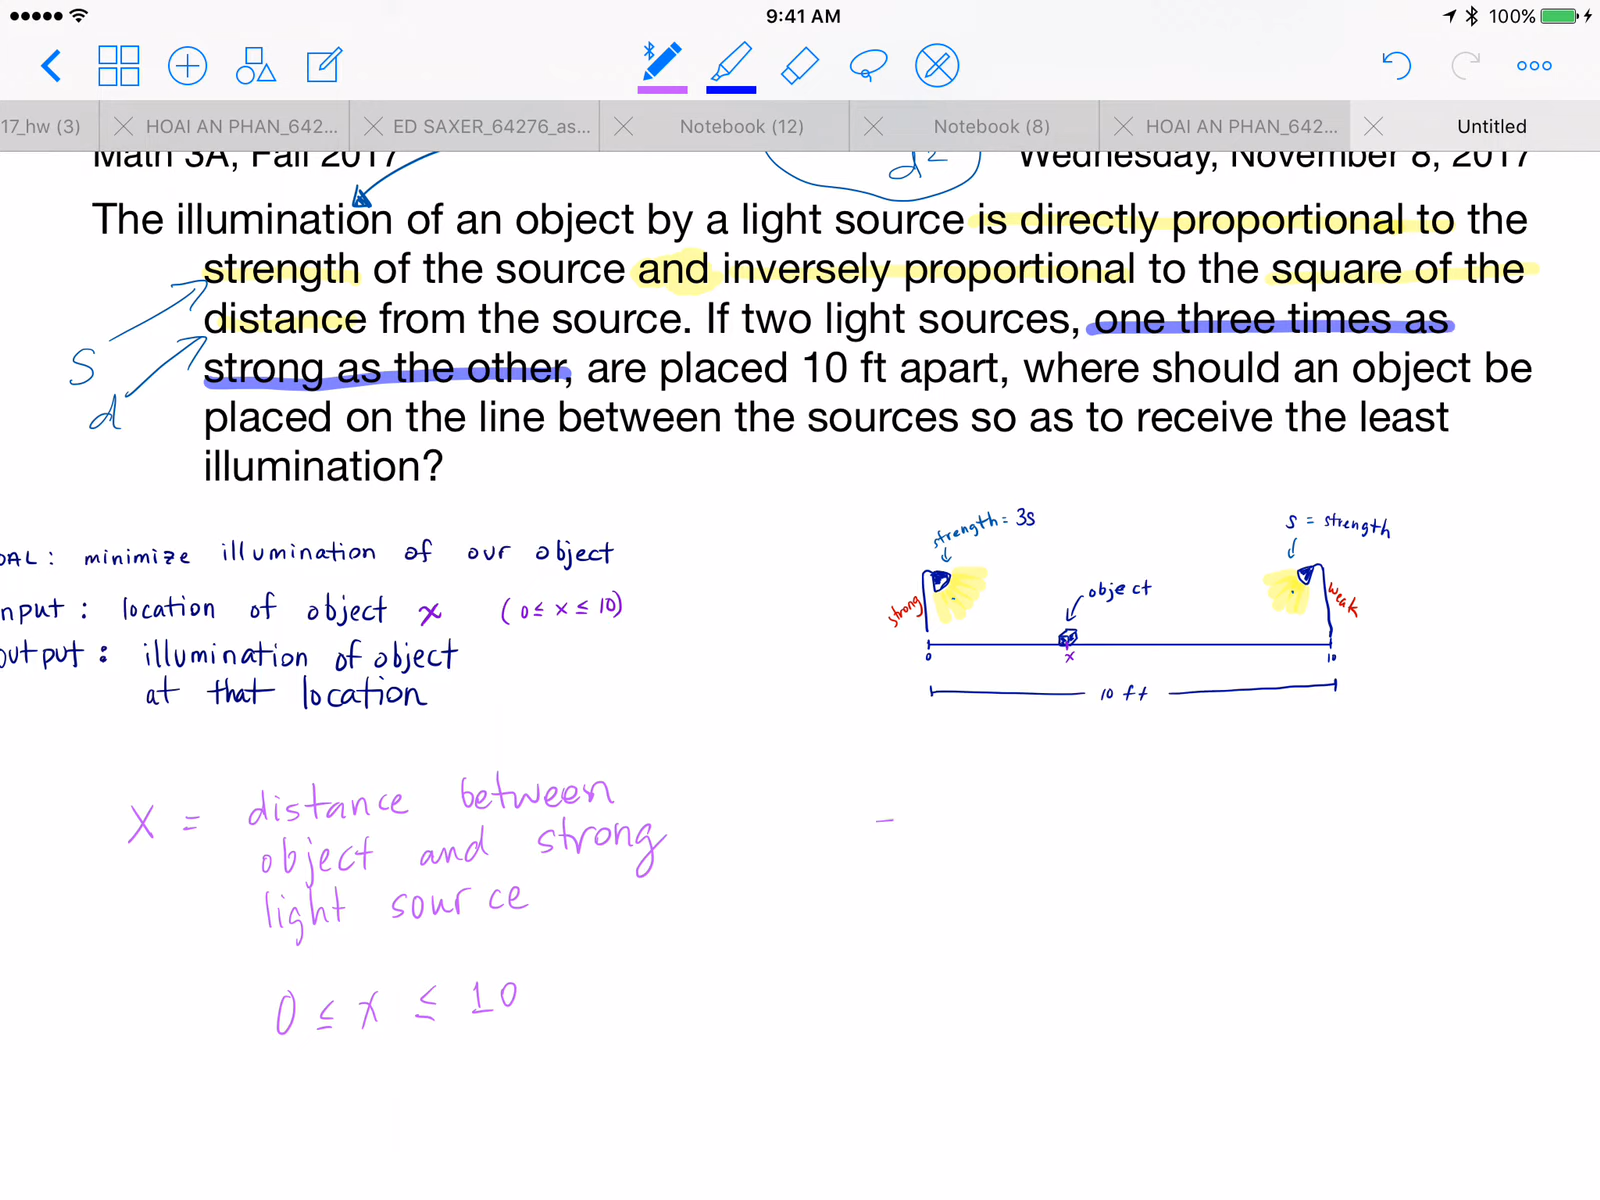 9:41 AM
100%
17_hw (3)
HOAI AN PHAN_642...
ED SAXER_64276_as...
Notebook (12)
Notebook (8)
HOAI AN PHAN_642...
Untitled
d²
Math 3A, Fall 2017
Wednesday, November 8, 2017
The illumination of an object by a light source is directly proportional to the
strength of the source and inversely proportional to the square of the
distance from the source. If two light sources, one three times as
strong as the other, are placed 10 ft apart, where should an object be
placed on the line between the sources so as to receive the least
illumination?
S
d
OAL: minimize illumination of our object
nput: location of object x (0 ≤ x ≤ 10)
output: illumination of object
at that location
strength = 3s
s = strength
strong
object
weak
0
x
10
10 ft
X = distance between
object and strong
light source
0 ≤ x ≤ 10